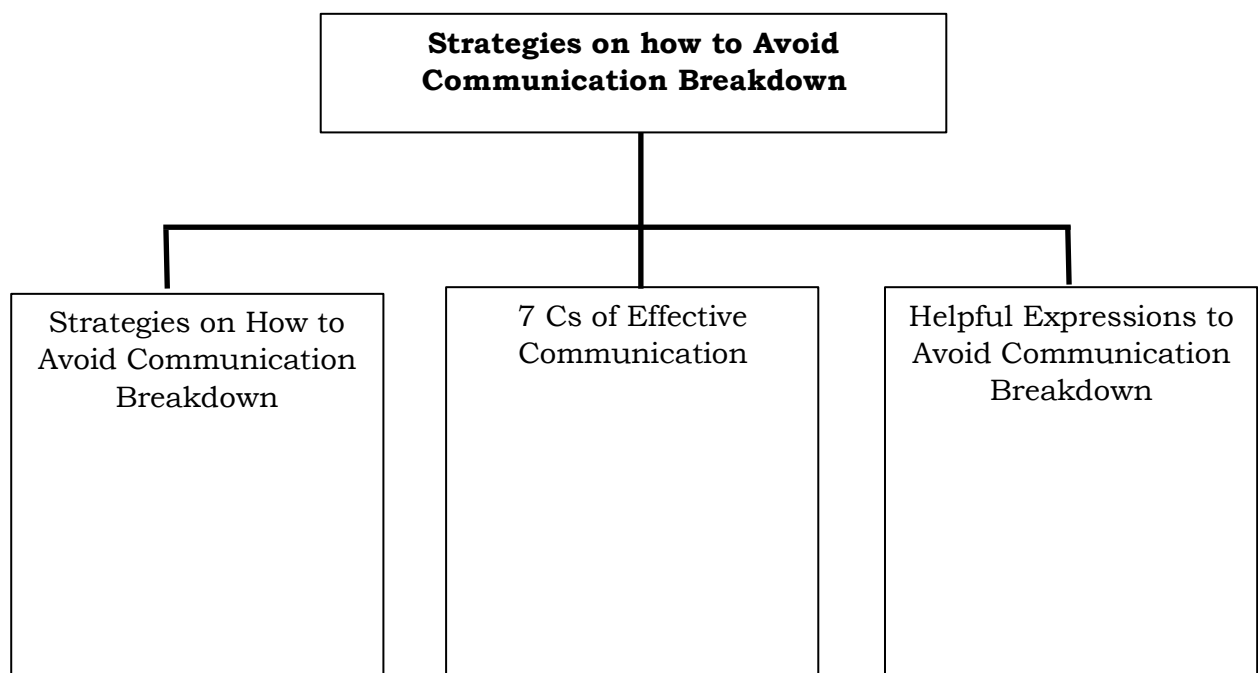 Strategies on how to Avoid
Communication Breakdown
Strategies on How to
Avoid Communication
Breakdown
7 Cs of Effective
Communication
Helpful Expressions to
Avoid Communication
Breakdown